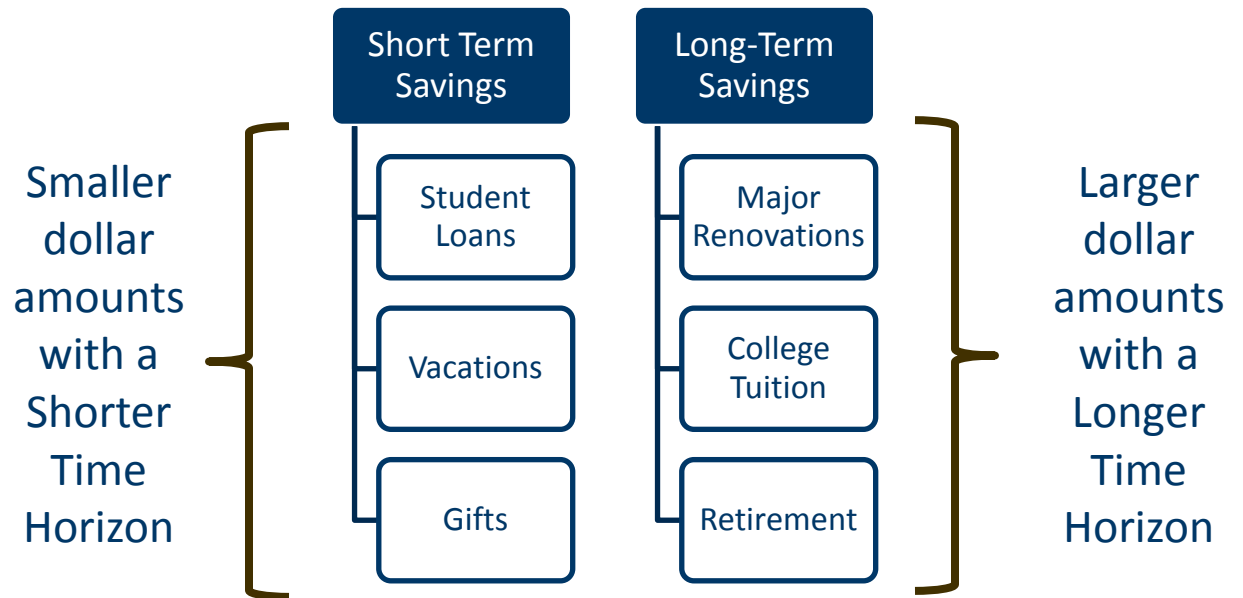 Smaller
dollar
amounts
with a
Shorter
Time
Horizon
Short Term
Savings
Student
Loans
Vacations
Gifts
Long-Term
Savings
Major
Renovations
College
Tuition
Retirement
Larger
dollar
amounts
with a
Longer
Time
Horizon